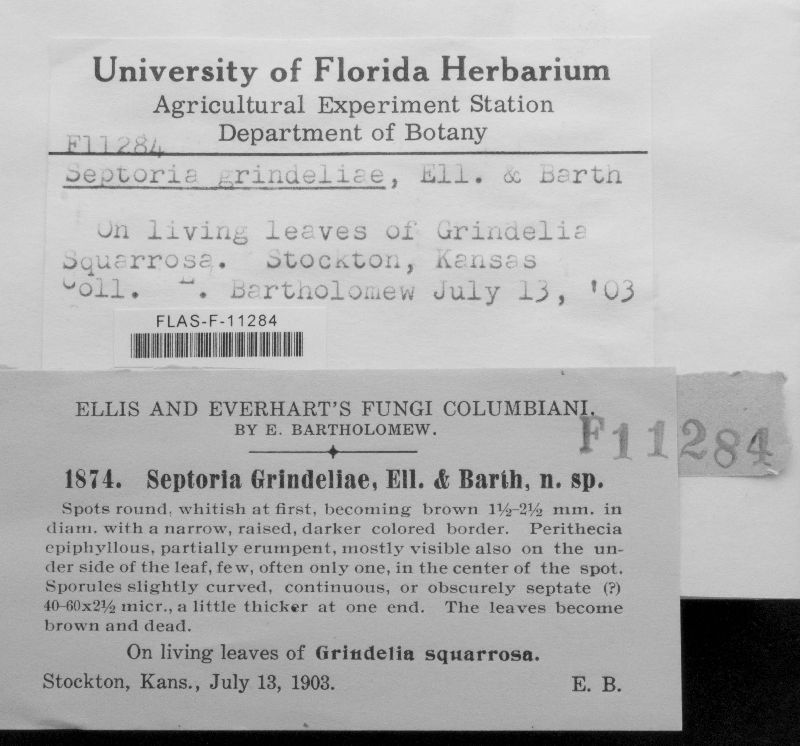 University of Florida Herbarium
Agricultural Experiment Station
Department of Botany
F11284
Septoria grindeliae, Ell. & Barth
On living leaves of Grindelia
Squarrosa. Stockton, Kansas
Coll. E. Bartholomew July 13, '03
FLAS-F-11284
ELLIS AND EVERHART'S FUNGI COLUMBIANI.
BY E. BARTHOLOMEW.
F11284
1874. Septoria Grindeliae, Ell. & Barth, n. sp.
Spots round, whitish at first, becoming brown 1½-2½ mm. in
diam. with a narrow, raised, darker colored border. Perithecia
epiphyllous, partially erumpent, mostly visible also on the un-
der side of the leaf, few, often only one, in the center of the spot.
Sporules slightly curved, continuous, or obscurely septate (?)
40-60x2½ micr., a little thicker at one end. The leaves become
brown and dead.
On living leaves of Grindelia squarrosa.
Stockton, Kans., July 13, 1903. E. B.